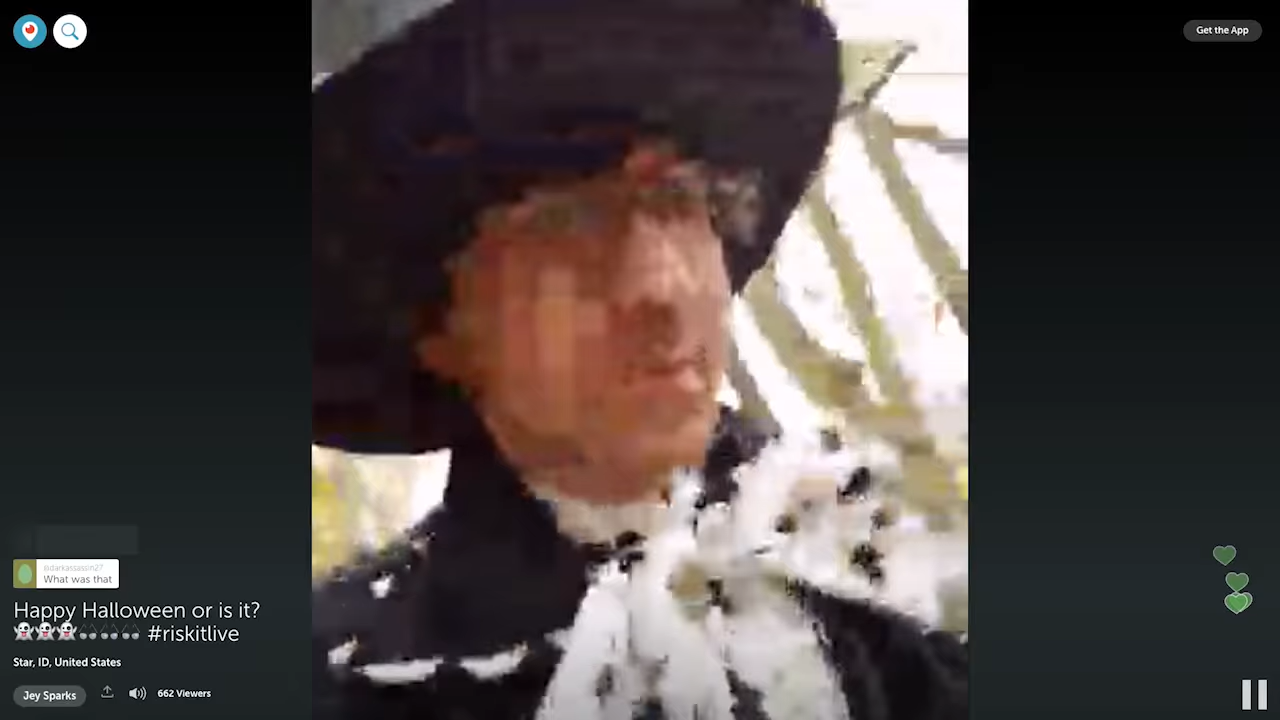 Get the App
@darkassassin27
What was that
Happy Halloween or is it?
👻👻👻🍒🍒🍒 #riskitlive
Star, ID, United States
Jey Sparks
662 Viewers